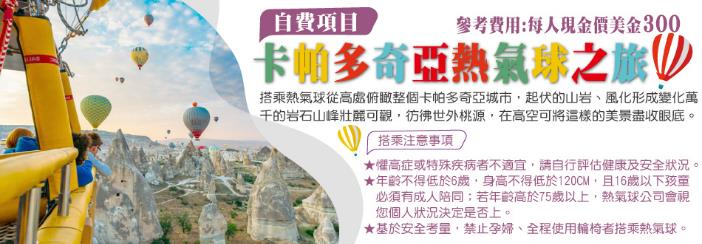 自費項目
參考費用:每人現金價美金300
卡帕多奇亞熱氣球之旅
搭乘熱氣球從高處俯瞰整個卡帕多奇亞城市，起伏的山岩、風化形成變化萬
千的岩石山峰壯麗可觀，彷彿世外桃源，在高空可將這樣的美景盡收眼底。
搭乘注意事項
★懼高症或特殊疾病者不適宜，請自行評估健康及安全狀況。
★年齡不得低於6歲，身高不得低於120CM，且16歲以下孩童
必須有成人陪同；若年齡高於75歲以上，熱氣球公司會視
您個人狀況決定是否上。
★基於安全考量，禁止孕婦、全程使用輪椅者搭乘熱氣球。